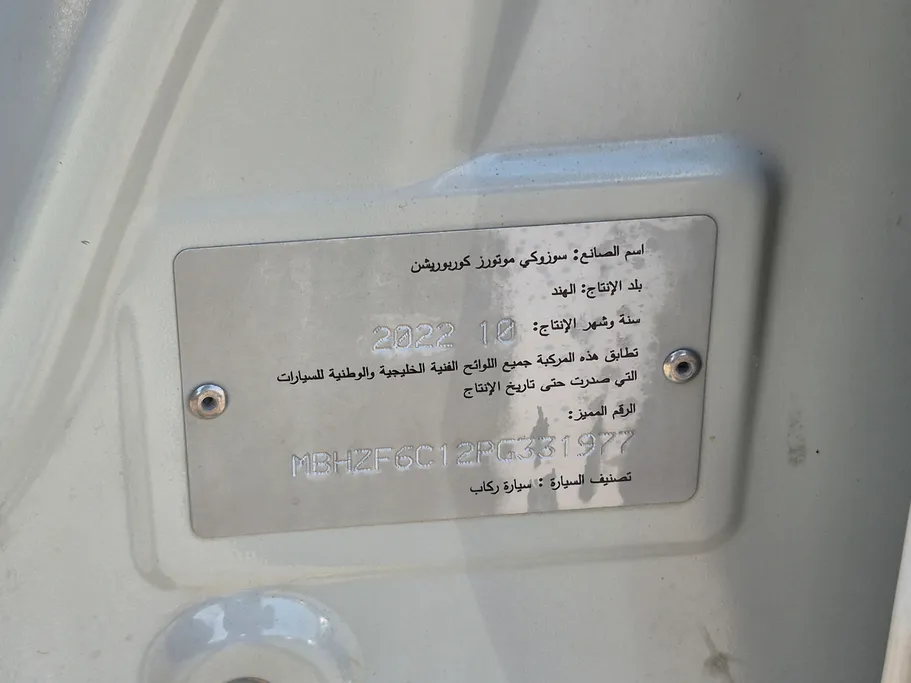 اسم الصانع: سوزوكي موتورز كوربوريشن
بلد الإنتاج: الهند
سنة وشهر الإنتاج: 2022 10
تطابق هذه المركبة جميع اللوائح الفنية الخليجية والوطنية للسيارات
التي صدرت حتى تاريخ الإنتاج
الرقم المميز:
MBHZF6C12PG331977
تصنيف السيارة : سيارة ركاب